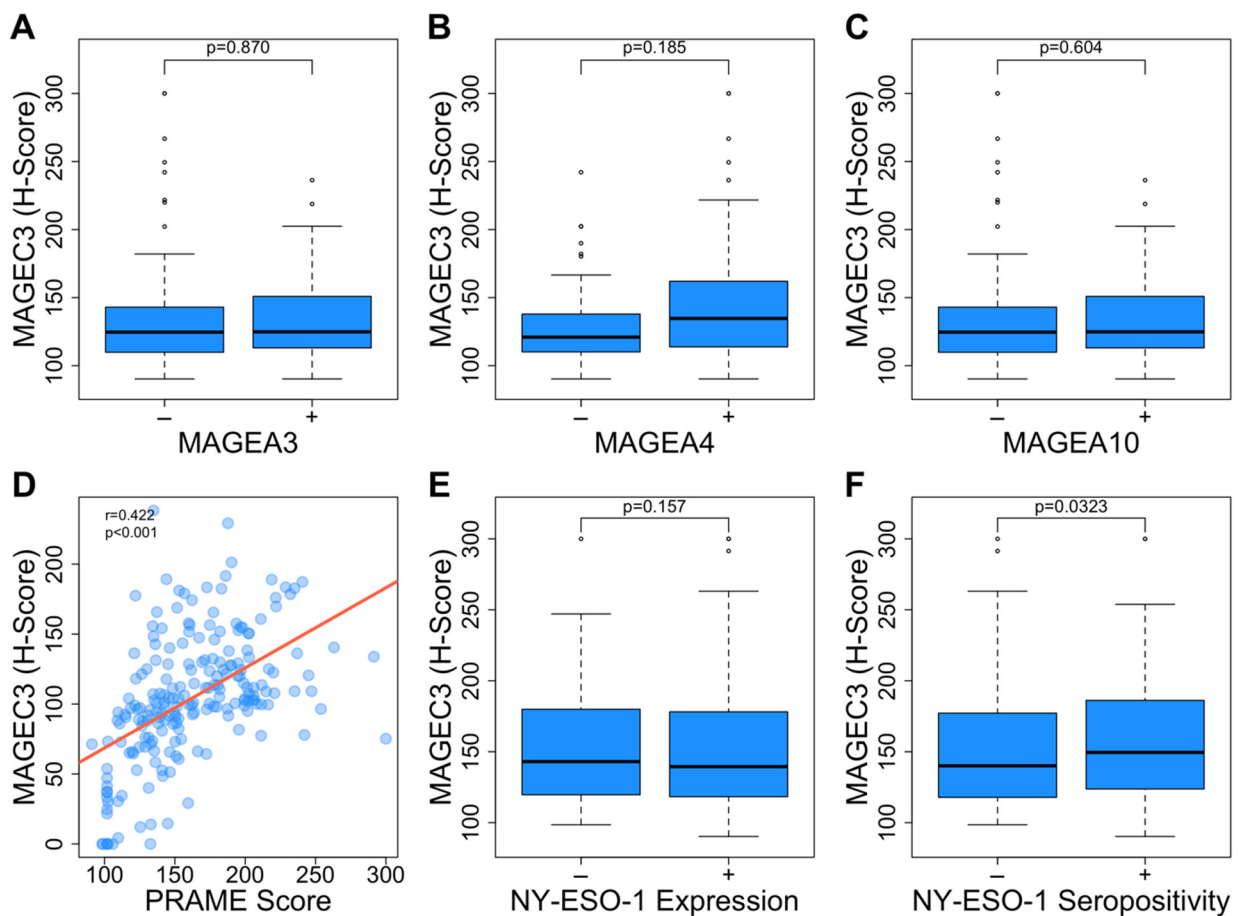 A
p=0.870
MAGEC3 (H-Score)
300
250
200
150
100
–
+
MAGEA3
B
p=0.185
MAGEC3 (H-Score)
300
250
200
150
100
–
+
MAGEA4
C
p=0.604
MAGEC3 (H-Score)
300
250
200
150
100
–
+
MAGEA10
D
r=0.422
p<0.001
MAGEC3 (H-Score)
200
150
100
50
0
100 150 200 250 300
PRAME Score
E
p=0.157
MAGEC3 (H-Score)
300
250
200
150
100
–
+
NY-ESO-1 Expression
F
p=0.0323
MAGEC3 (H-Score)
300
250
200
150
100
–
+
NY-ESO-1 Seropositivity